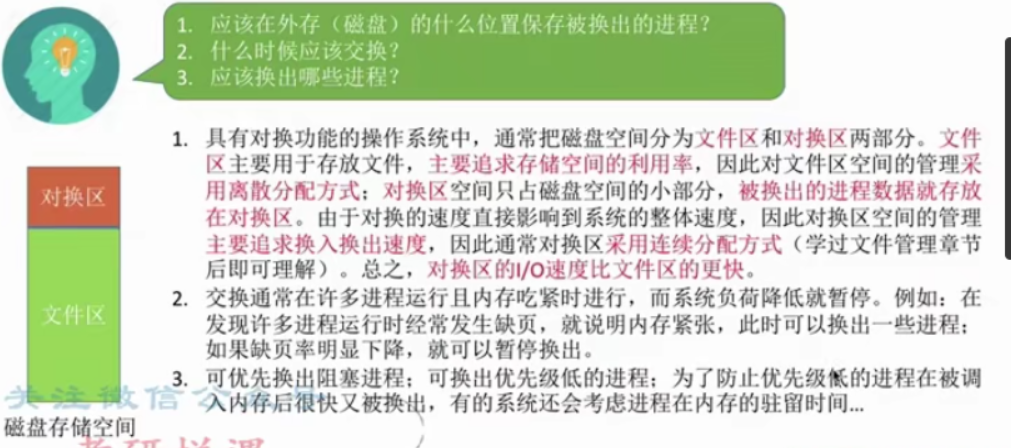 1. 应该在外存（磁盘）的什么位置保存被换出的进程？
2. 什么时候应该交换？
3. 应该换出哪些进程？
1. 具有对换功能的操作系统中，通常把磁盘空间分为文件区和对换区两部分。文件
区主要用于存放文件，主要追求存储空间的利用率，因此对文件区空间的管理采
用离散分配方式；对换区空间只占磁盘空间的小部分，被换出的进程数据就存放
在对换区。由于对换的速度直接影响到系统的整体速度，因此对换区空间的管理
主要追求换入换出速度，因此通常对换区采用连续分配方式（学过文件管理章节
后即可理解）。总之，对换区的I/O速度比文件区的更快。
2. 交换通常在许多进程运行且内存吃紧时进行，而系统负荷降低就暂停。例如：在
发现许多进程运行时经常发生缺页，就说明内存紧张，此时可以换出一些进程；
如果缺页率明显下降，就可以暂停换出。
3. 可优先换出阻塞进程；可换出优先级低的进程；为了防止优先级低的进程在被调
入内存后很快又被换出，有的系统还会考虑进程在内存的驻留时间…
对换区
文件区
关注微信公众号
磁盘存储空间